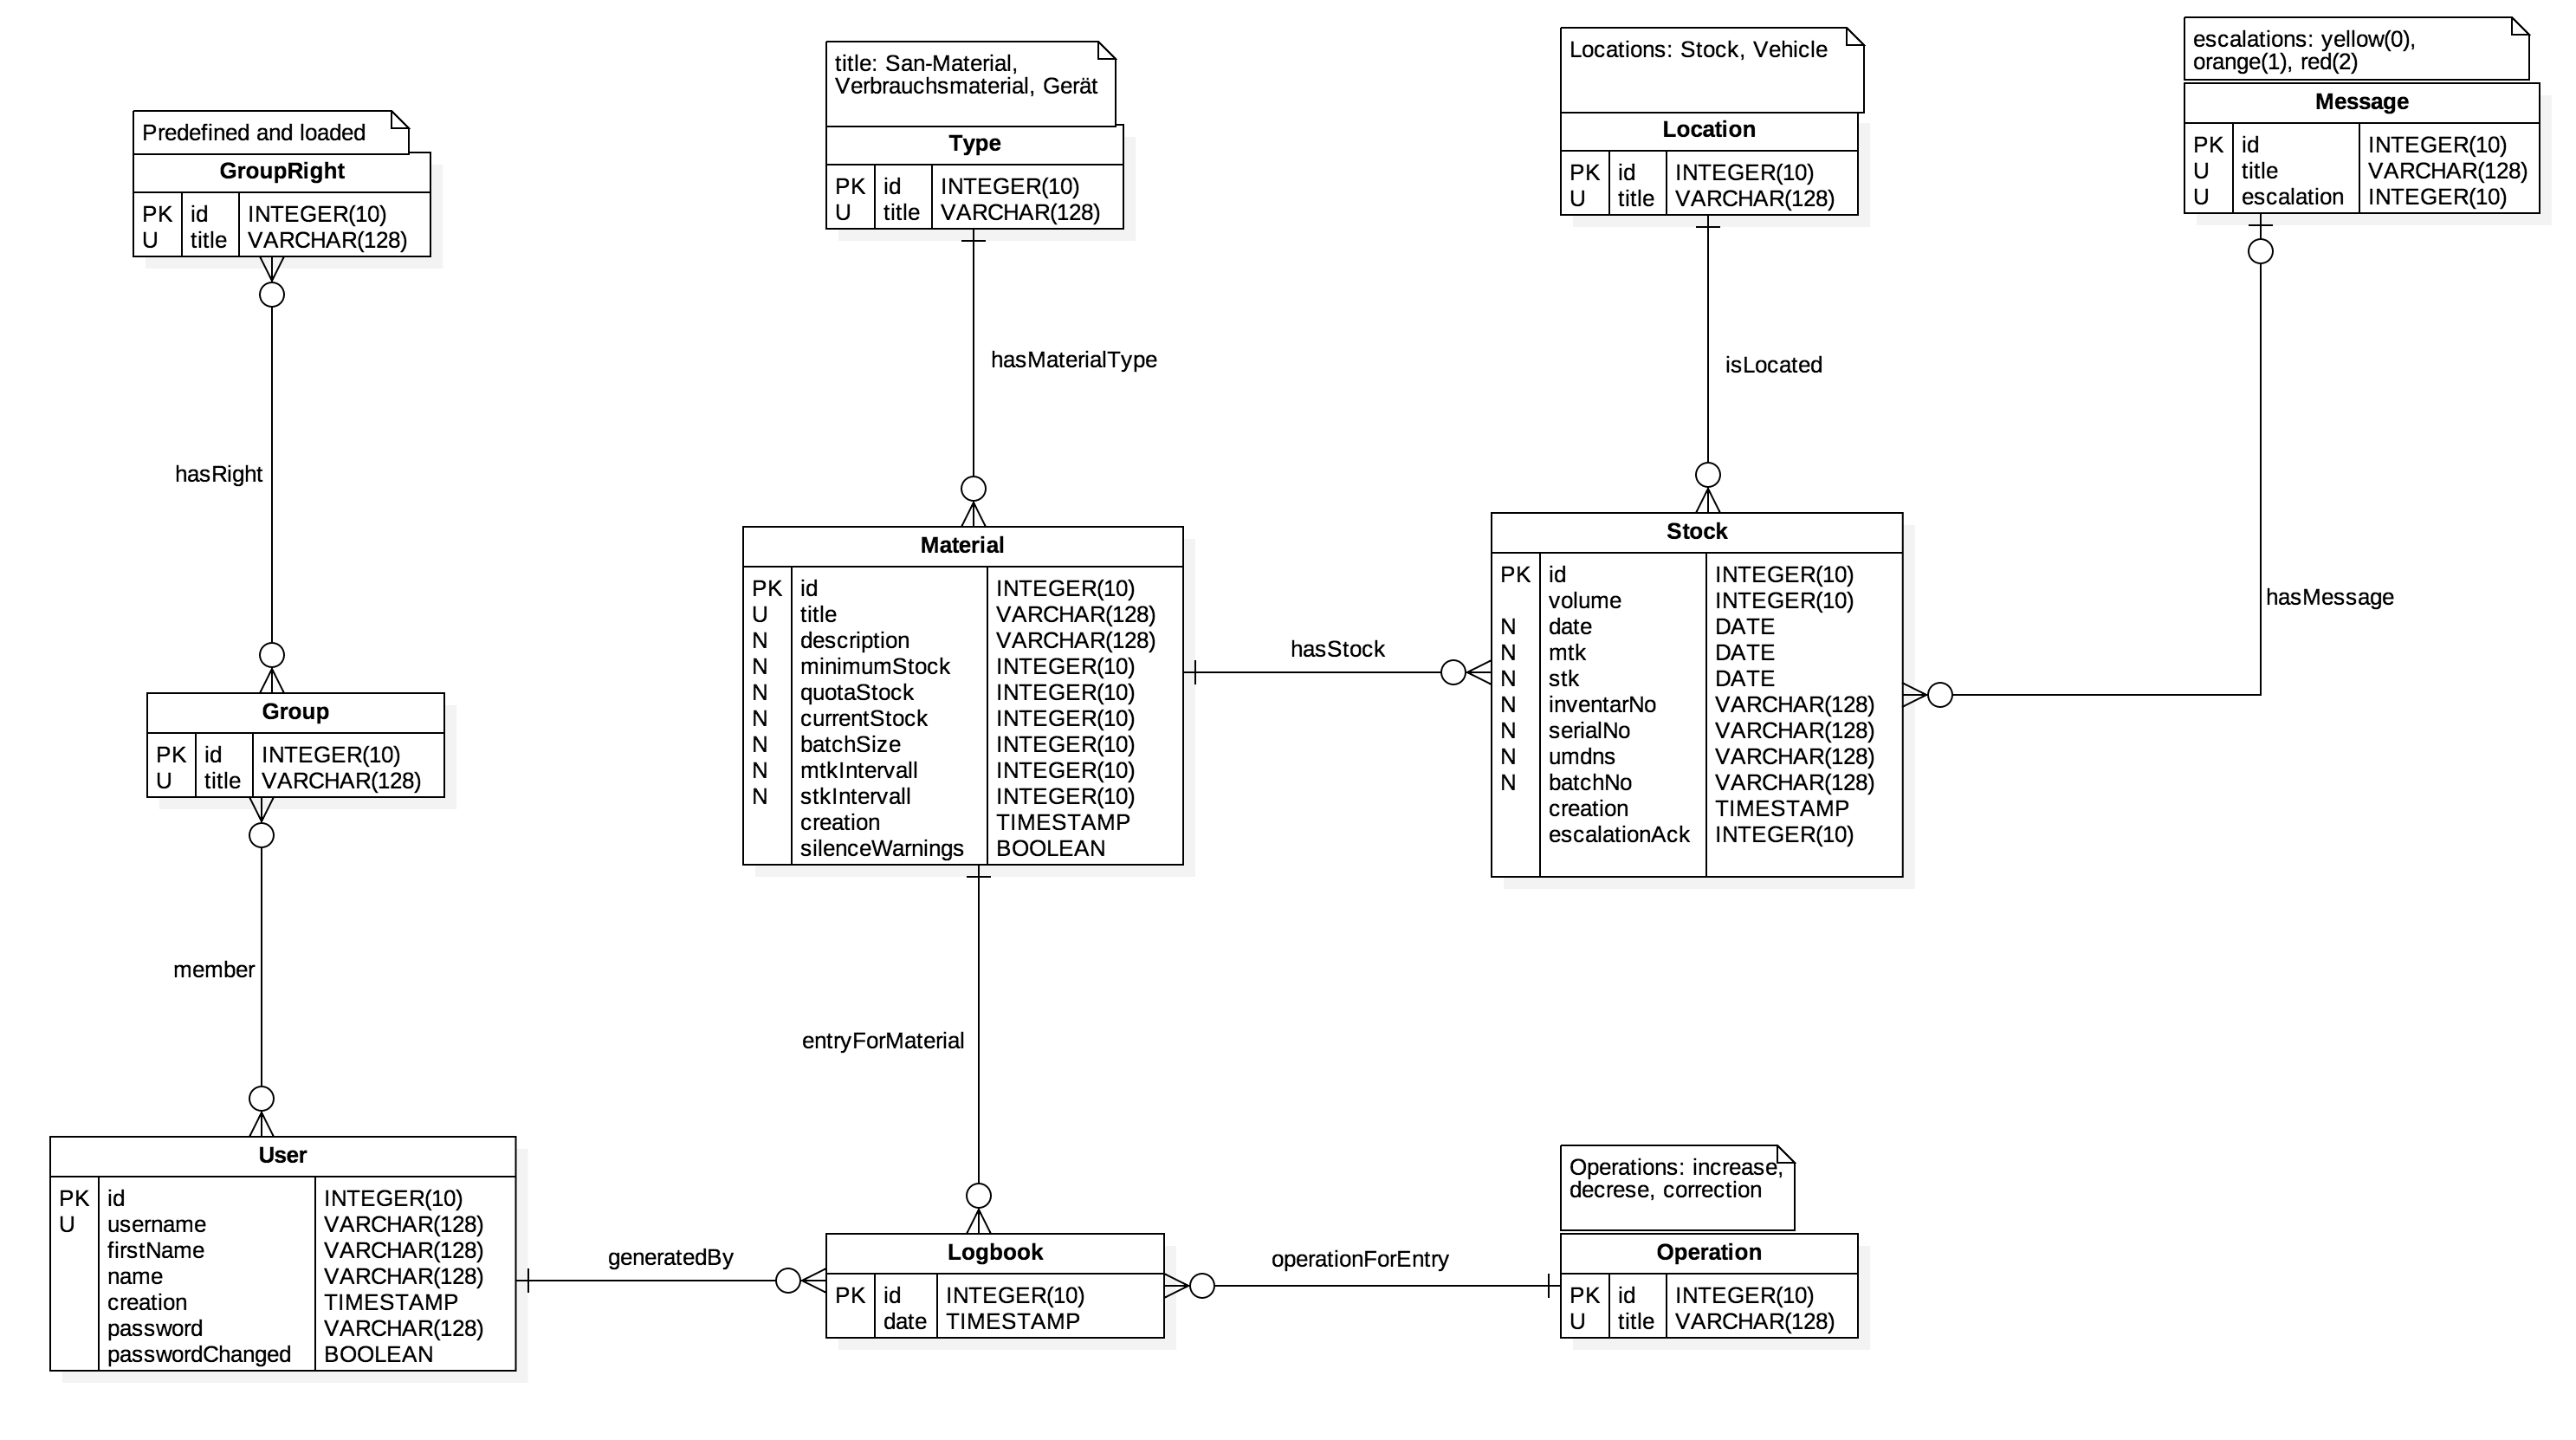 Predefined and loaded
GroupRight
PK id INTEGER(10)
U title VARCHAR(128)
title: San-Material,
Verbrauchsmaterial, Gerät
Type
PK id INTEGER(10)
U title VARCHAR(128)
Locations: Stock, Vehicle
Location
PK id INTEGER(10)
U title VARCHAR(128)
escalations: yellow(0),
orange(1), red(2)
Message
PK id INTEGER(10)
U title VARCHAR(128)
U escalation INTEGER(10)
hasRight
hasMaterialType
isLocated
hasMessage
Group
PK id INTEGER(10)
U title VARCHAR(128)
Material
PK id INTEGER(10)
U title VARCHAR(128)
N description VARCHAR(128)
N minimumStock INTEGER(10)
N quotaStock INTEGER(10)
N currentStock INTEGER(10)
N batchSize INTEGER(10)
N mtkIntervall INTEGER(10)
N stkIntervall INTEGER(10)
creation TIMESTAMP
silenceWarnings BOOLEAN
hasStock
Stock
PK id INTEGER(10)
volume INTEGER(10)
N date DATE
N mtk DATE
N stk DATE
N inventarNo VARCHAR(128)
N serialNo VARCHAR(128)
N umdns VARCHAR(128)
N batchNo VARCHAR(128)
creation TIMESTAMP
escalationAck INTEGER(10)
member
entryForMaterial
User
PK id INTEGER(10)
U username VARCHAR(128)
firstName VARCHAR(128)
name VARCHAR(128)
creation TIMESTAMP
password VARCHAR(128)
passwordChanged BOOLEAN
generatedBy
Logbook
PK id INTEGER(10)
date TIMESTAMP
operationForEntry
Operations: increase,
decrese, correction
Operation
PK id INTEGER(10)
U title VARCHAR(128)